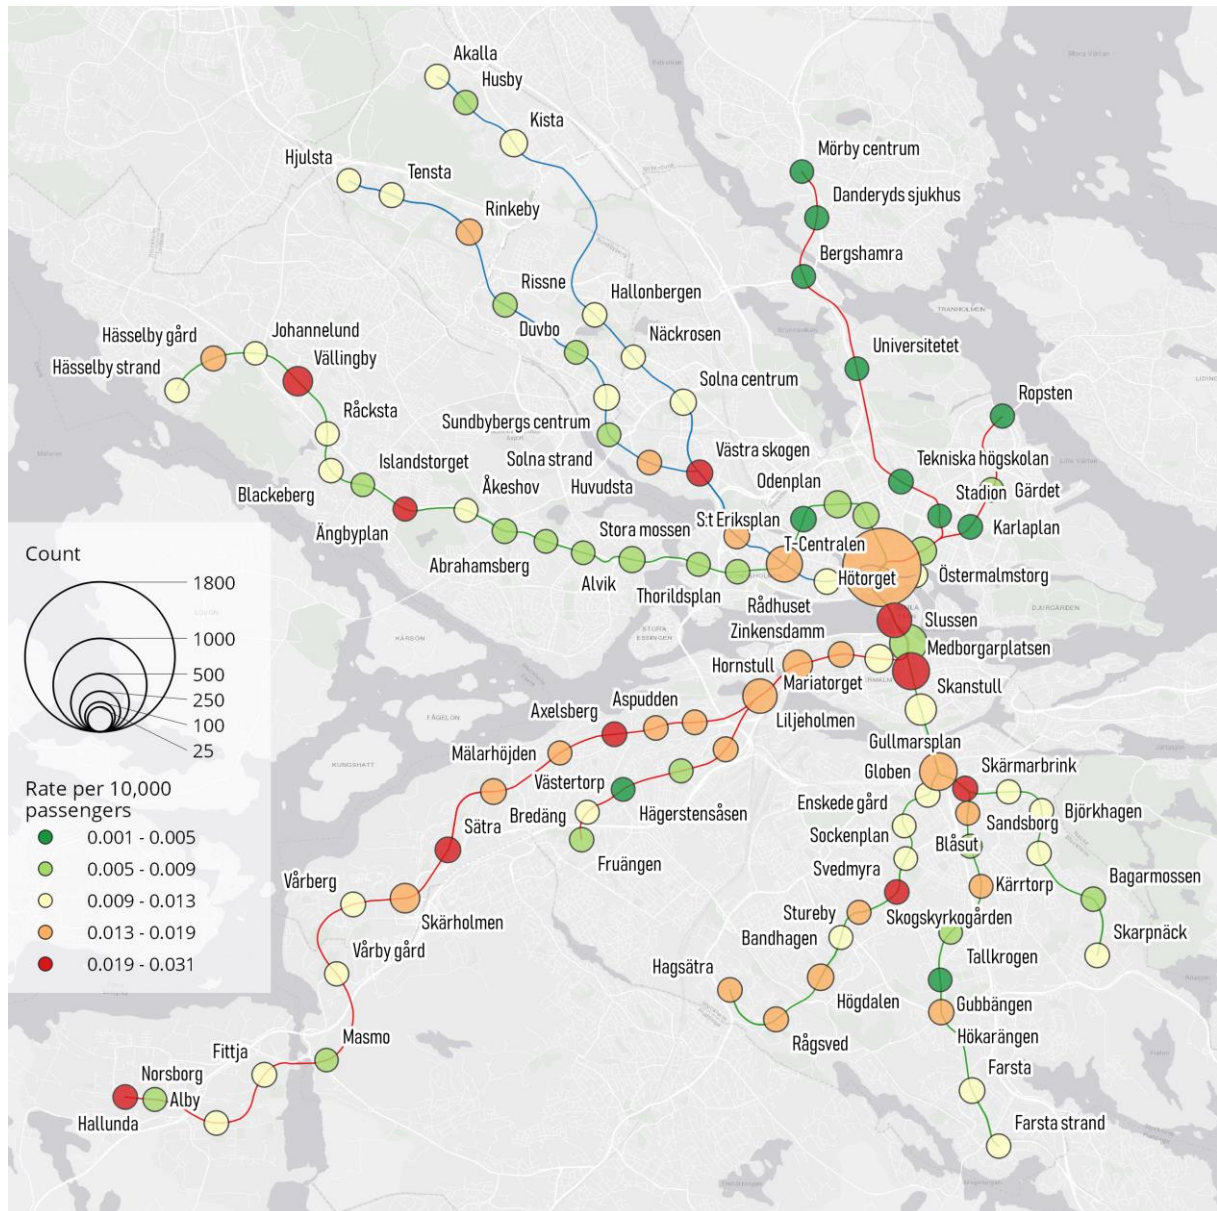 Akalla
Husby
Kista
Hjulsta
Tensta
Rinkeby
Mörby centrum
Danderyds sjukhus
Bergshamra
Rissne
Hallonbergen
TRANHOLMEN
Hässelby gård
Johannelund
Duvbo
Näckrosen
Universitetet
Hässelby strand
Vällingby
Solna centrum
Ropsten
Råcksta
Sundbybergs centrum
Västra skogen
Tekniska högskolan
Islandstorget
Solna strand
Odenplan
Stadion
Gärdet
Blackeberg
Åkeshov
Huvudsta
Karlaplan
Ängbyplan
Stora mossen
S:t Eriksplan
T-Centralen
Abrahamsberg
Alvik
Thorildsplan
Hötorget
Östermalmstorg
Rådhuset
DJURGÅRDEN
STORA
ESSINGEN
Zinkensdamm
Slussen
KÄRSÖN
Hornstull
Mariatorget
Medborgarplatsen
Skanstull
Axelsberg
Aspudden
Liljeholmen
FÅGELÖN
Mälarhöjden
Gullmarsplan
KUNGSHATT
Västertorp
Globen
Skärmarbrink
Bredäng
Hägerstensåsen
Enskede gård
Sandsborg
Björkhagen
Sätra
Fruängen
Sockenplan
Blåsut
Svedmyra
Kärrtorp
Bagarmossen
Vårberg
Skärholmen
Stureby
Skogskyrkogården
Skarpnäck
Vårby gård
Bandhagen
Tallkrogen
Hagsätra
Högdalen
Gubbängen
Masmo
Rågsved
Hökarängen
Fittja
Farsta
Norsborg
Alby
Hallunda
Farsta strand
Count
1800
1000
500
250
100
25
Rate per 10,000
passengers
0.001 - 0.005
0.005 - 0.009
0.009 - 0.013
0.013 - 0.019
0.019 - 0.031